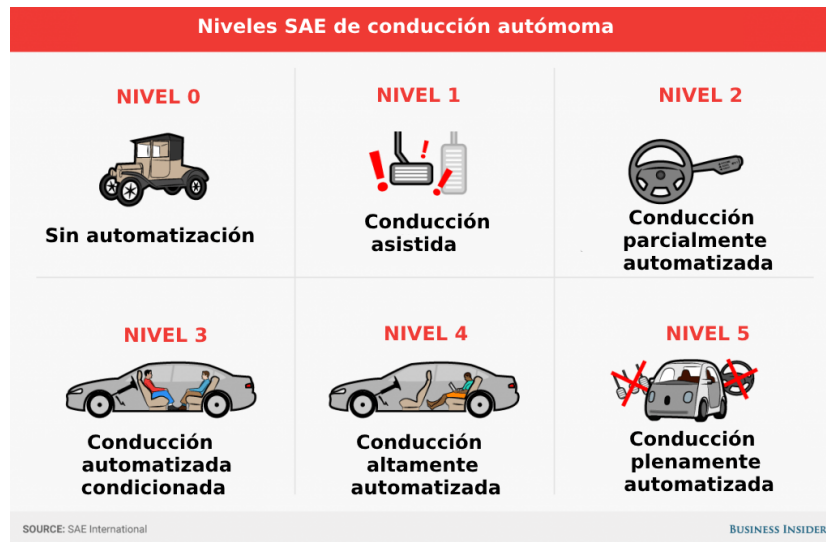 Niveles SAE de conducción autómoma
NIVEL 0
Sin automatización
NIVEL 1
Conducción
asistida
NIVEL 2
Conducción
parcialmente
automatizada
NIVEL 3
Conducción
automatizada
condicionada
NIVEL 4
Conducción
altamente
automatizada
NIVEL 5
Conducción
plenamente
automatizada
SOURCE: SAE International
BUSINESS INSIDER